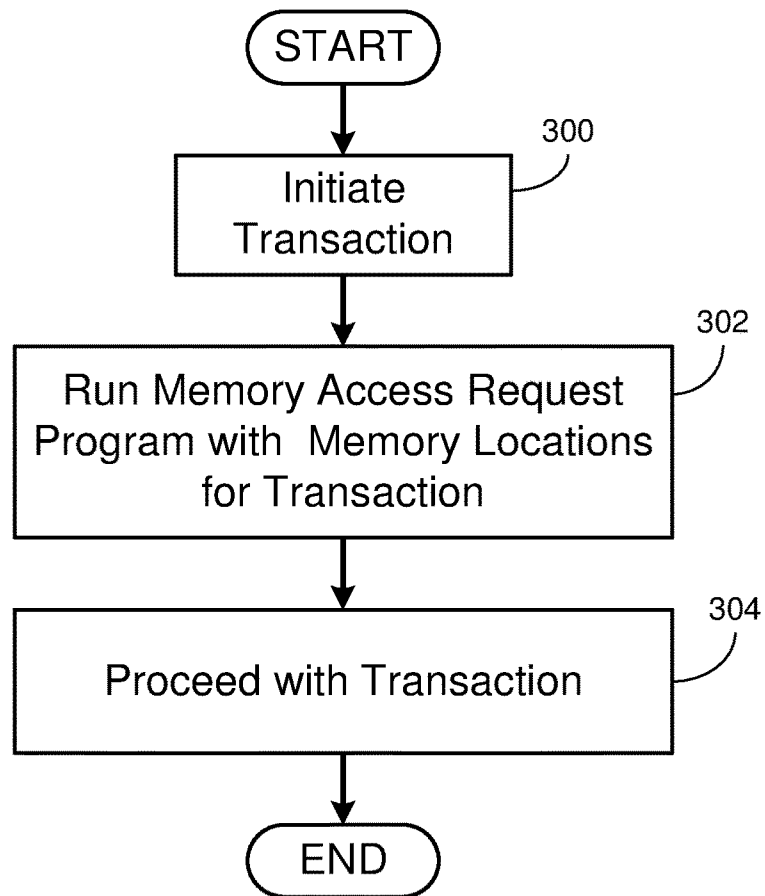 START
300
Initiate
Transaction
302
Run Memory Access Request
Program with Memory Locations
for Transaction
304
Proceed with Transaction
END